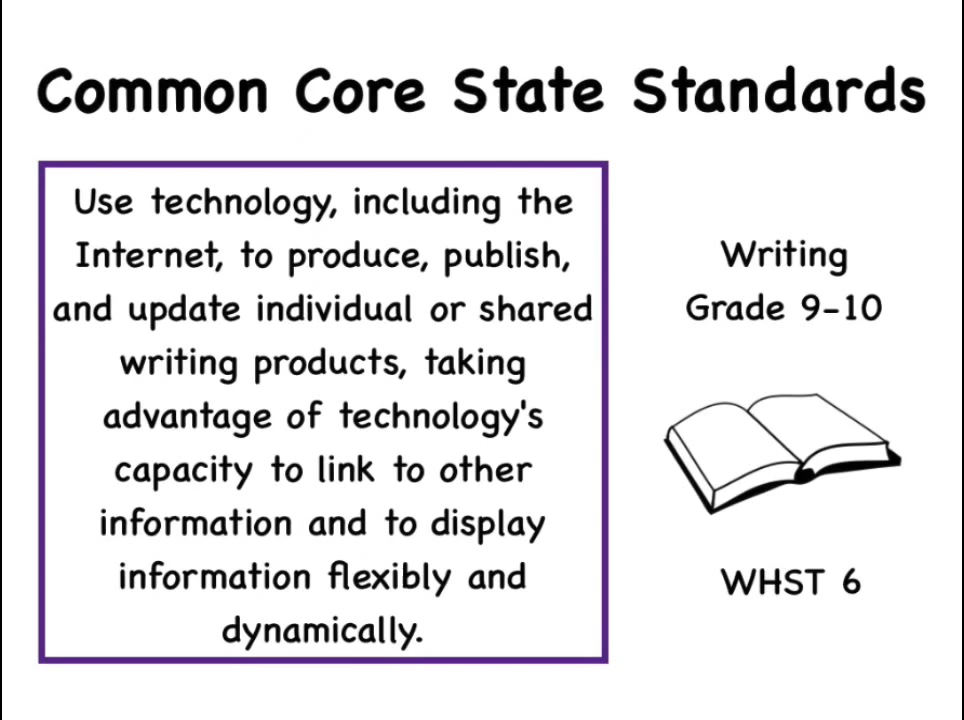 Common Core State Standards
Use technology, including the
Internet, to produce, publish,
and update individual or shared
writing products, taking
advantage of technology's
capacity to link to other
information and to display
information flexibly and
dynamically.
Writing
Grade 9-10
WHST 6